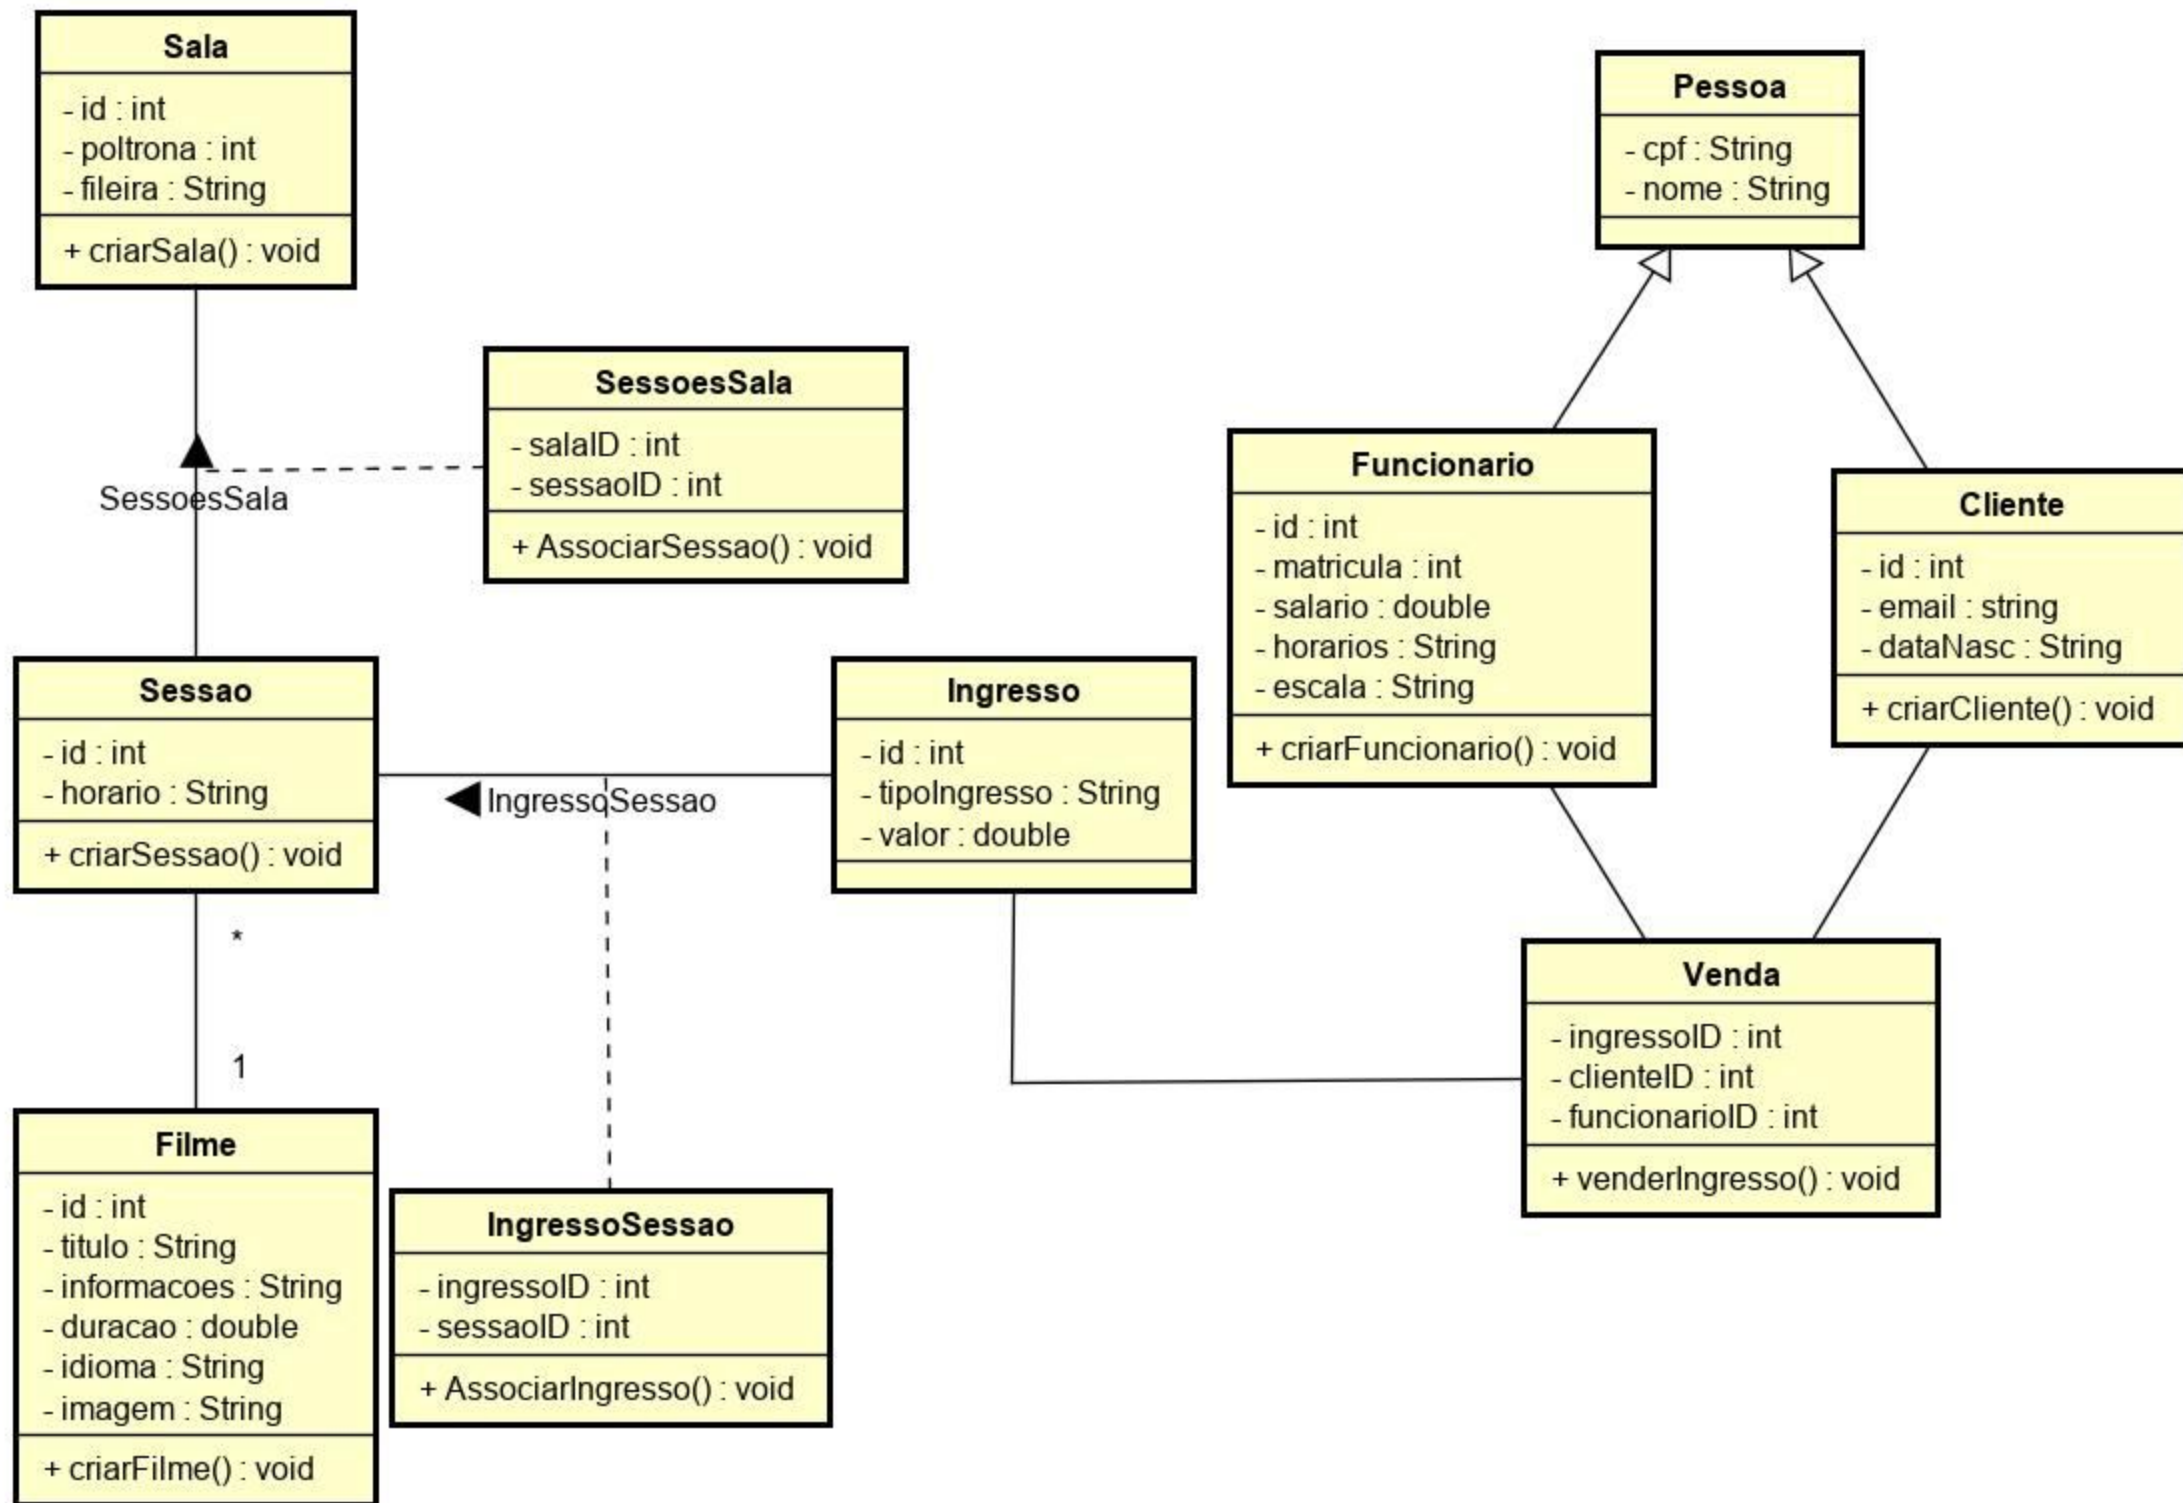 Sala
- id : int
- poltrona : int
- fileira : String
+ criarSala() : void
Pessoa
- cpf : String
- nome : String
SessoesSala
- salaID : int
- sessaoID : int
+ AssociarSessao() : void
SessoesSala
Funcionario
- id : int
- matricula : int
- salario : double
- horarios : String
- escala : String
+ criarFuncionario() : void
Cliente
- id : int
- email : string
- dataNasc : String
+ criarCliente() : void
Sessao
- id : int
- horario : String
+ criarSessao() : void
IngressoSessao
Ingresso
- id : int
- tipoIngresso : String
- valor : double
*
1
Venda
- ingressoID : int
- clienteID : int
- funcionarioID : int
+ venderIngresso() : void
Filme
- id : int
- titulo : String
- informacoes : String
- duracao : double
- idioma : String
- imagem : String
+ criarFilme() : void
IngressoSessao
- ingressoID : int
- sessaoID : int
+ AssociarIngresso() : void